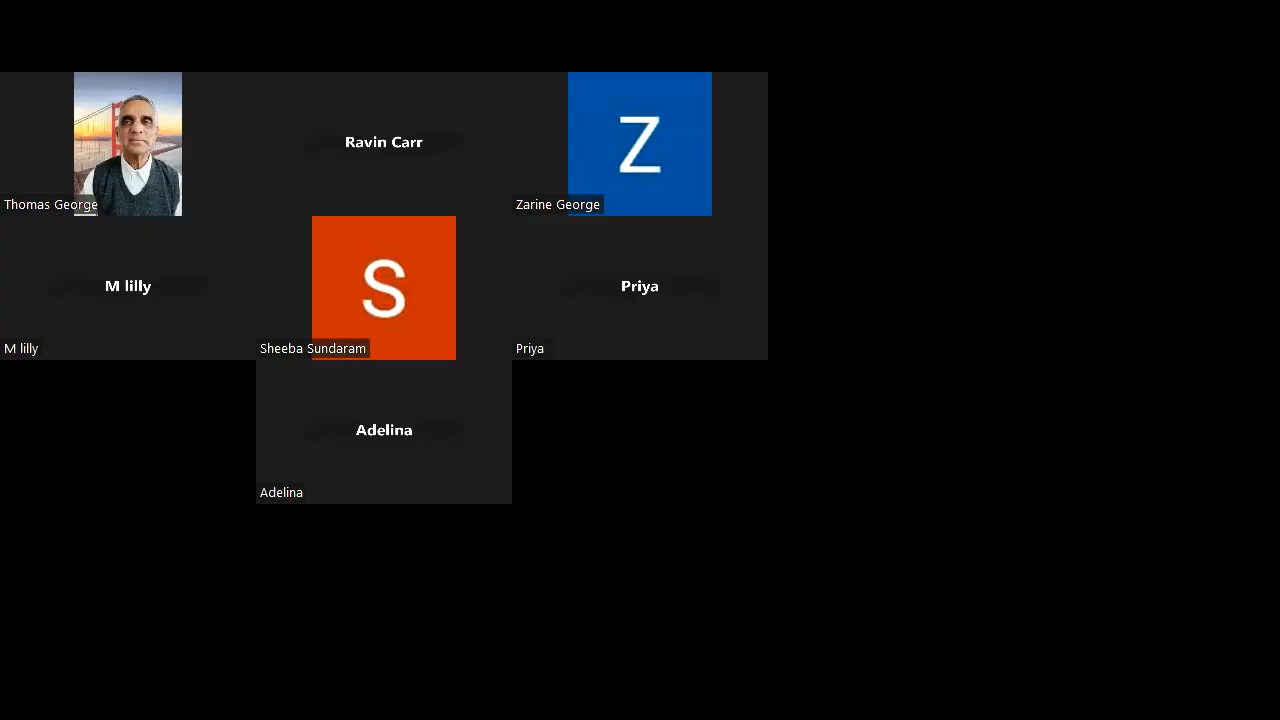 Ravin Carr
Z
Thomas George
Zarine George
M lilly
S
Priya
M lilly
Sheeba Sundaram
Priya
Adelina
Adelina